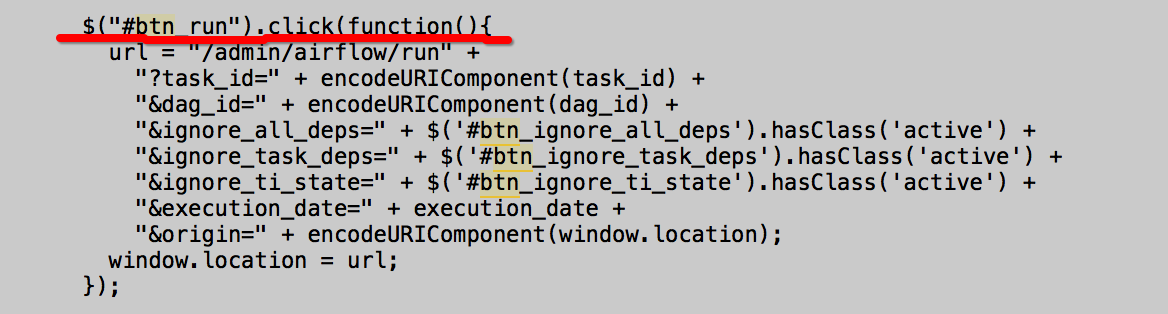 $("#btn_run").click(function(){
url = "/admin/airflow/run" +
"?task_id=" + encodeURIComponent(task_id) +
"&dag_id=" + encodeURIComponent(dag_id) +
"&ignore_all_deps=" + $('#btn_ignore_all_deps').hasClass('active') +
"&ignore_task_deps=" + $('#btn_ignore_task_deps').hasClass('active') +
"&ignore_ti_state=" + $('#btn_ignore_ti_state').hasClass('active') +
"&execution_date=" + execution_date +
"&origin=" + encodeURIComponent(window.location);
window.location = url;
});